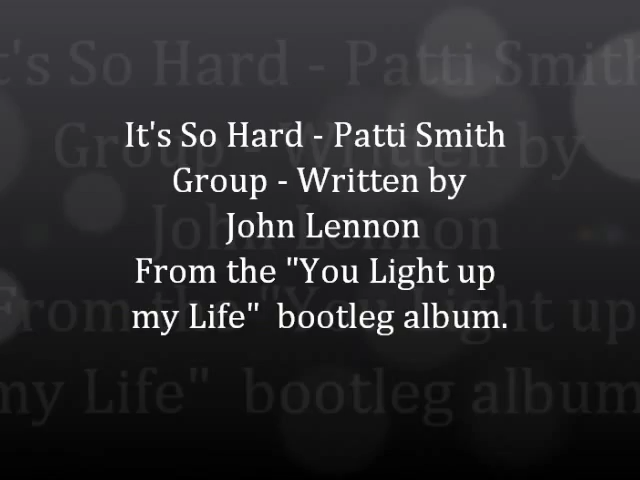 It's So Hard - Patti Smith
Group - Written by
John Lennon
From the "You Light up
my Life"  bootleg album.